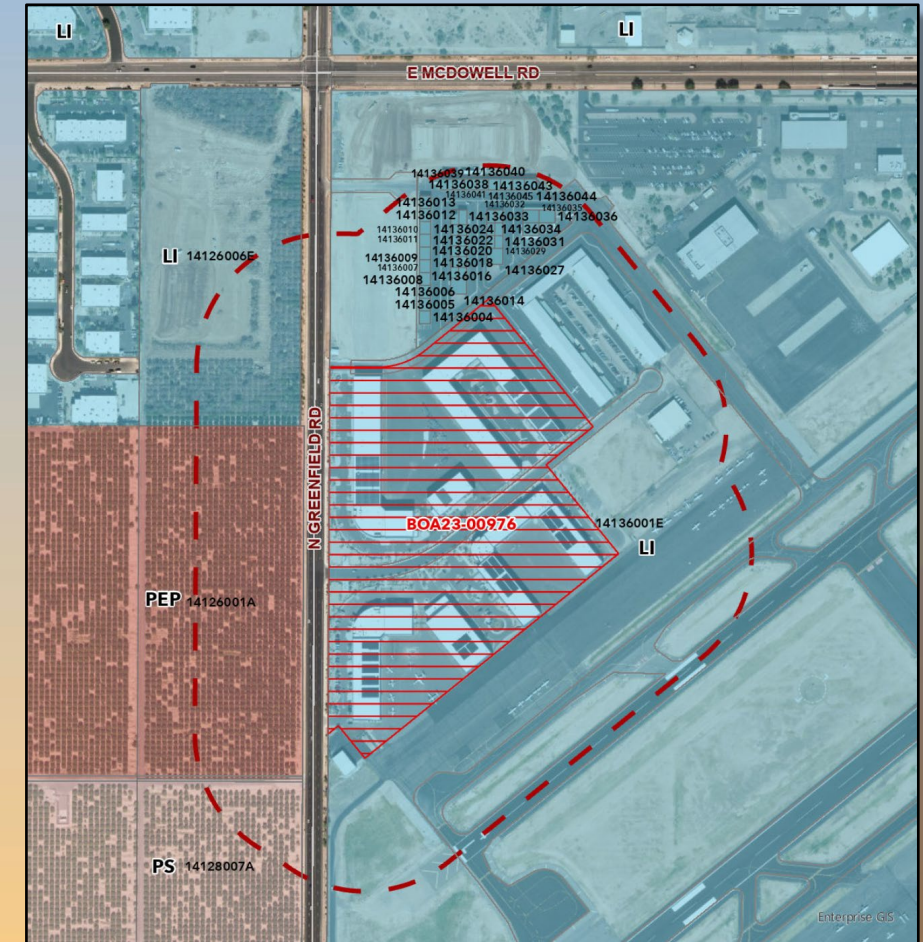 LI
LI
E MCDOWELL RD
14136039
14136040
14136038
14136043
14136041
14136045
14136044
14136013
14136032
14136035
14136012
14136033
14136036
14136010
14136024
14136034
14136011
14136022
14136031
LI
14126006E
14136009
14136020
14136029
14136007
14136018
14136027
14136008
14136016
14136006
14136005
14136014
14136004
N GREENFIELD RD
BOA23-00976
14136001E
LI
PEP
14126001A
PS
14128007A
Enterprise GIS